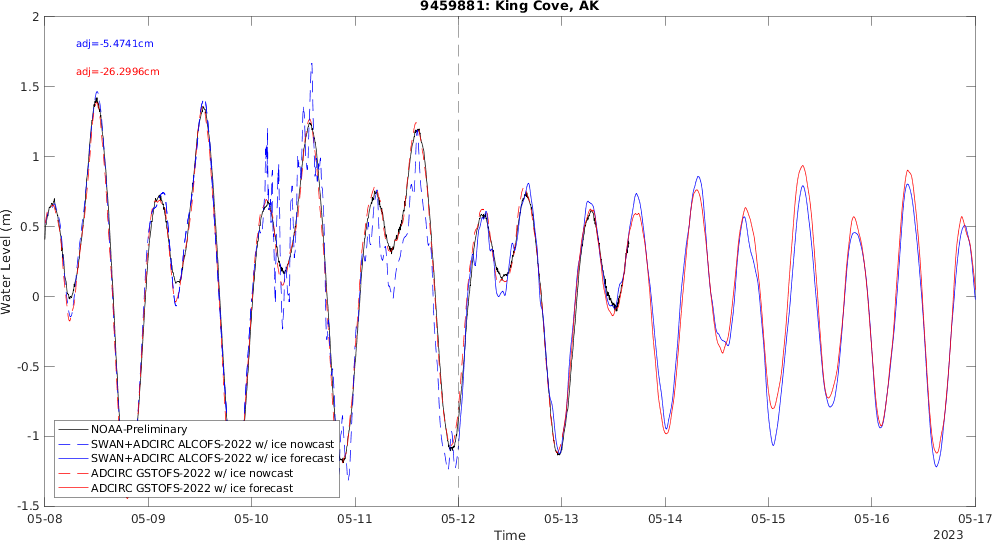 9459881: King Cove, AK
adj=-5.4741cm
adj=-26.2996cm
Water Level (m)
2
1.5
1
0.5
0
-0.5
-1
-1.5
NOAA-Preliminary
SWAN+ADCIRC ALCOFS-2022 w/ ice nowcast
SWAN+ADCIRC ALCOFS-2022 w/ ice forecast
ADCIRC GSTOFS-2022 w/ ice nowcast
ADCIRC GSTOFS-2022 w/ ice forecast
05-08 05-09 05-10 05-11 05-12 05-13 05-14 05-15 05-16 05-17
Time
2023